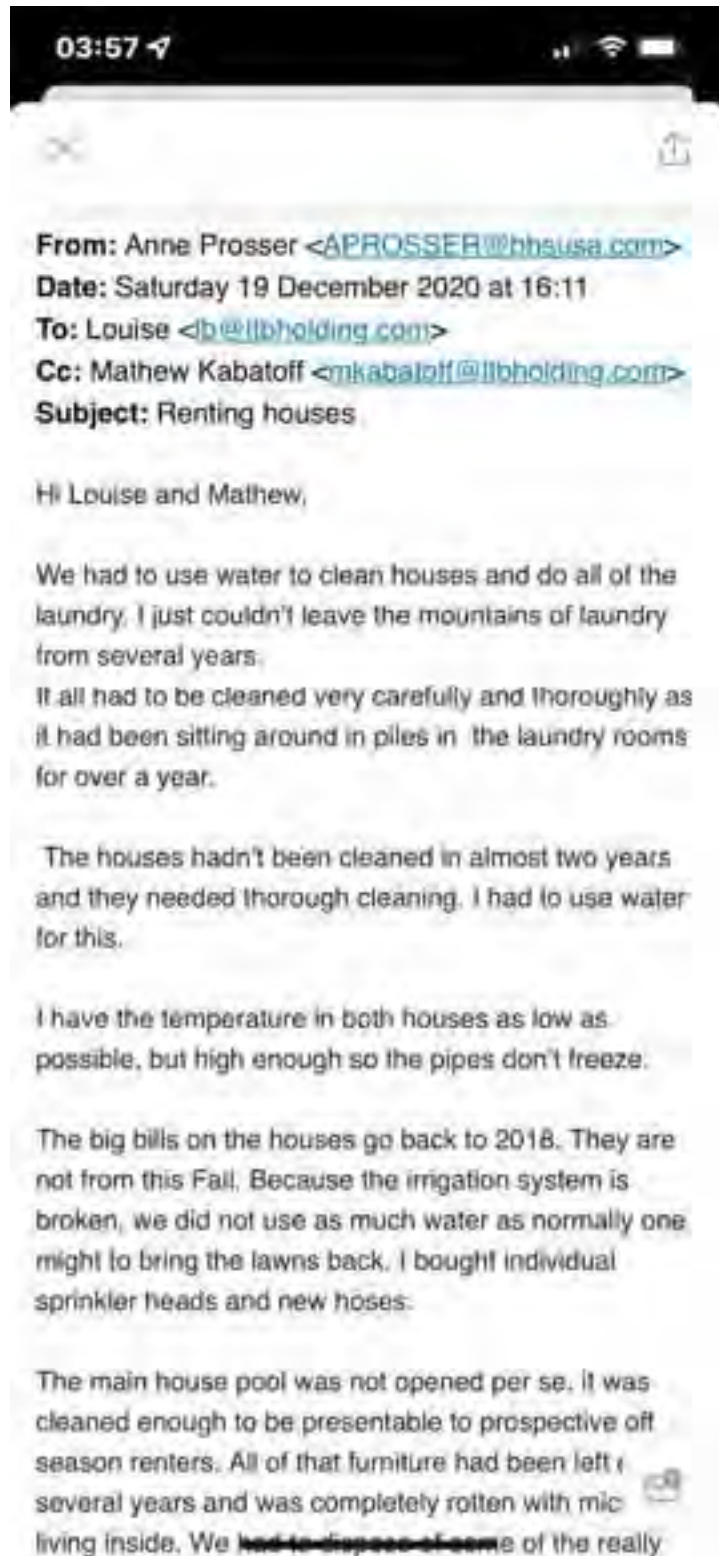 03:57
From: Anne Prosser <APROSSER@hhsusa.com>
Date: Saturday 19 December 2020 at 16:11
To: Louise <lb@ltbholding.com>
Cc: Mathew Kabatoff <mkabatoff@ltbholding.com>
Subject: Renting houses
Hi Louise and Mathew,
We had to use water to clean houses and do all of the
laundry. I just couldn't leave the mountains of laundry
from several years.
It all had to be cleaned very carefully and thoroughly as
it had been sitting around in piles in the laundry rooms
for over a year.
The houses hadn't been cleaned in almost two years
and they needed thorough cleaning. I had to use water
for this.
I have the temperature in both houses as low as
possible, but high enough so the pipes don't freeze.
The big bills on the houses go back to 2018. They are
not from this Fall. Because the irrigation system is
broken, we did not use as much water as normally one
might to bring the lawns back. I bought individual
sprinkler heads and new hoses.
The main house pool was not opened per se. it was
cleaned enough to be presentable to prospective off
season renters. All of that furniture had been left
several years and was completely rotten with mic
living inside. We had to dispose of some of the really